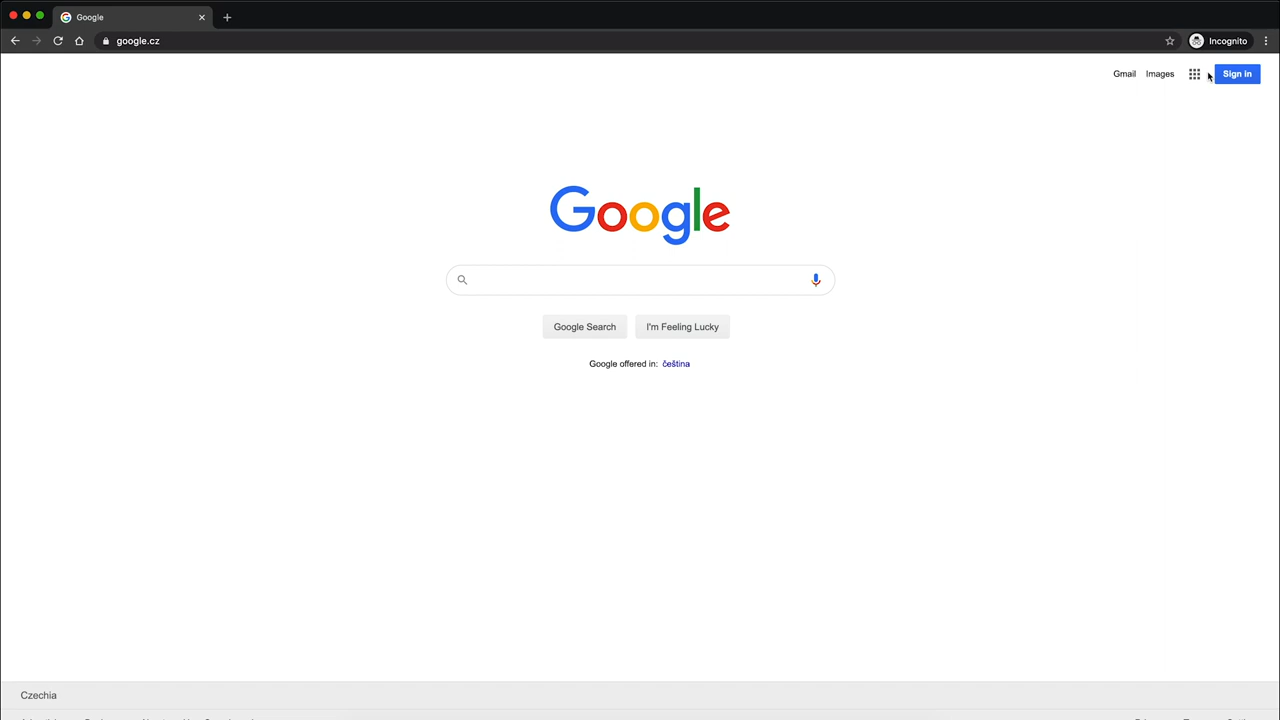 Google
google.cz
Incognito
Gmail
Images
Sign in
Google
Google Search
I'm Feeling Lucky
Google offered in: čeština
Czechia